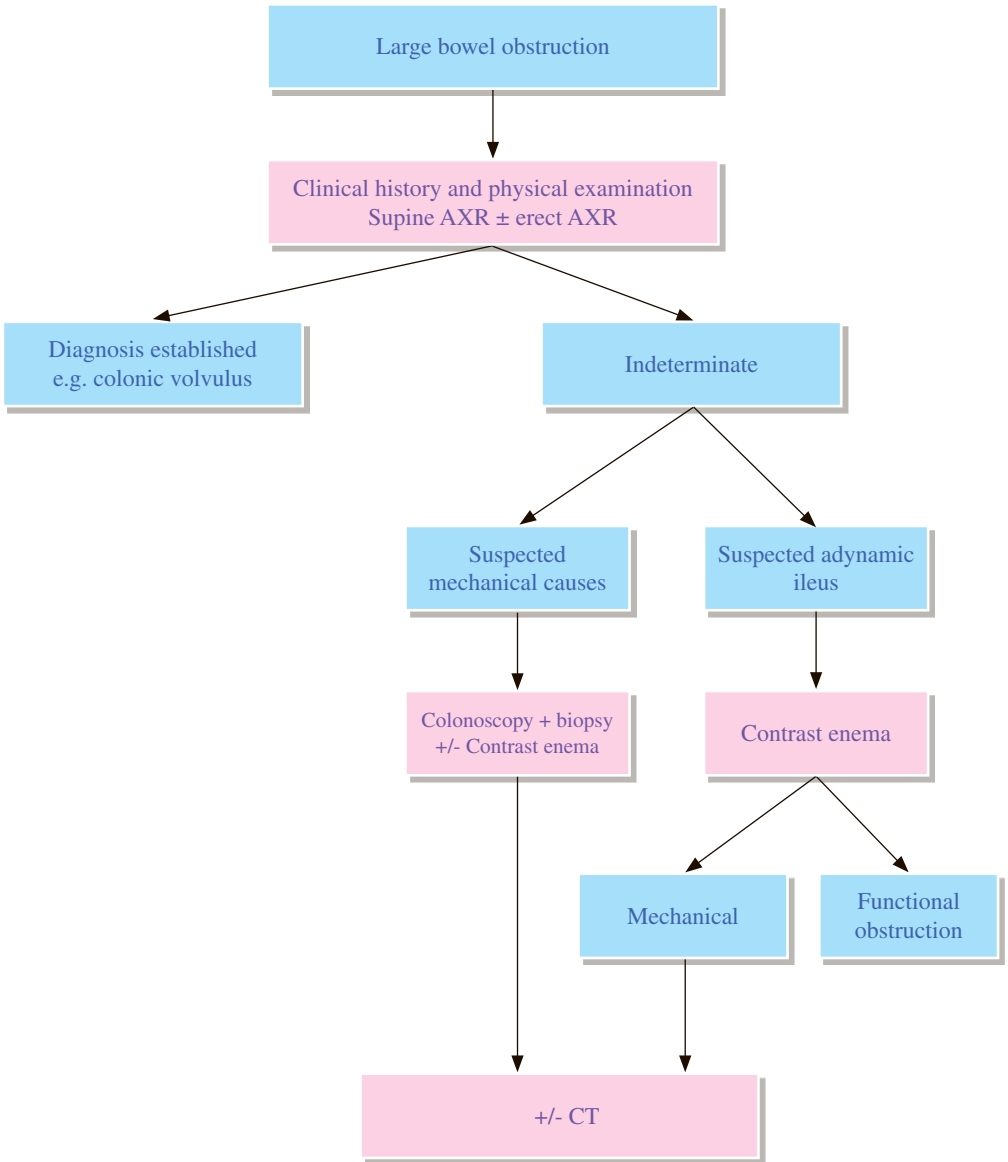 Large bowel obstruction
Clinical history and physical examination
Supine AXR ± erect AXR
Diagnosis established
e.g. colonic volvulus
Indeterminate
Suspected
mechanical causes
Suspected adynamic
ileus
Colonoscopy + biopsy
+/- Contrast enema
Contrast enema
Mechanical
Functional
obstruction
+/- CT